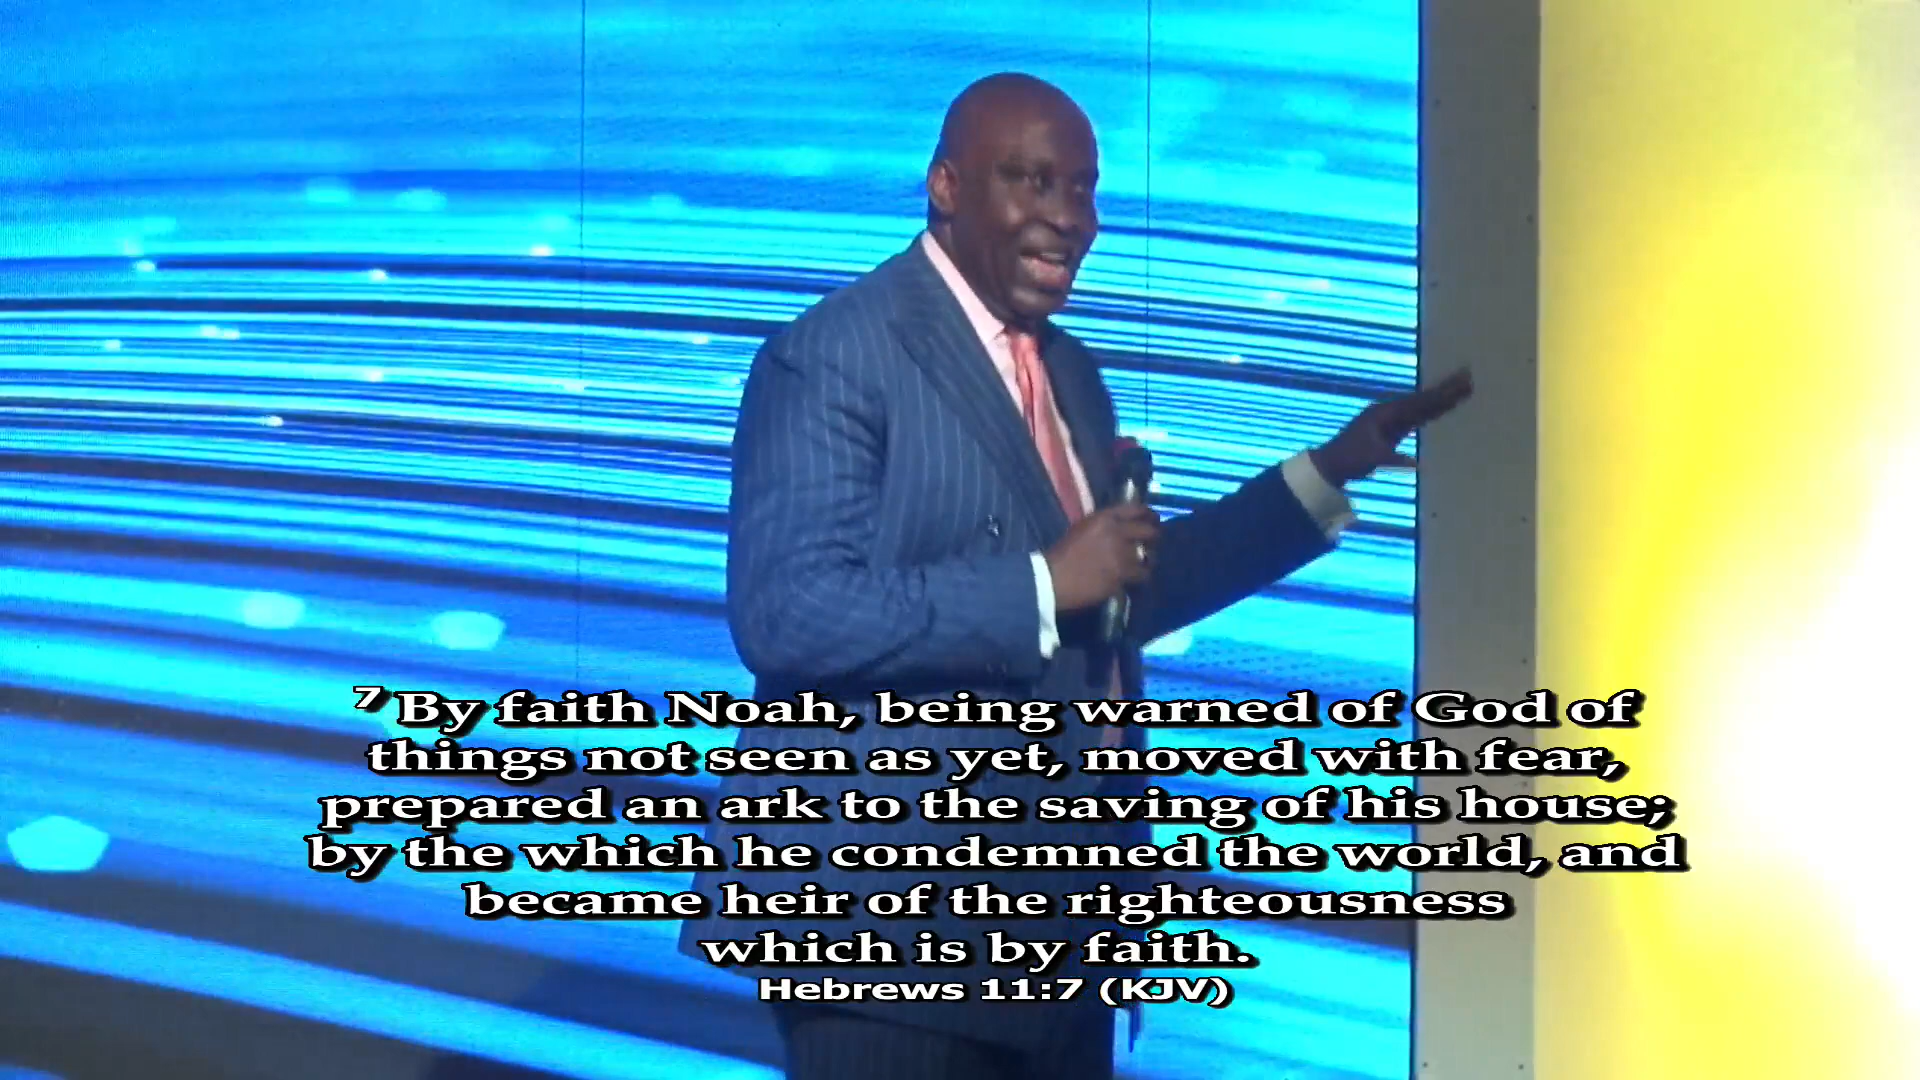 7 By faith Noah, being warned of God of
things not seen as yet, moved with fear,
prepared an ark to the saving of his house;
by the which he condemned the world, and
became heir of the righteousness
which is by faith.
Hebrews 11:7 (KJV)